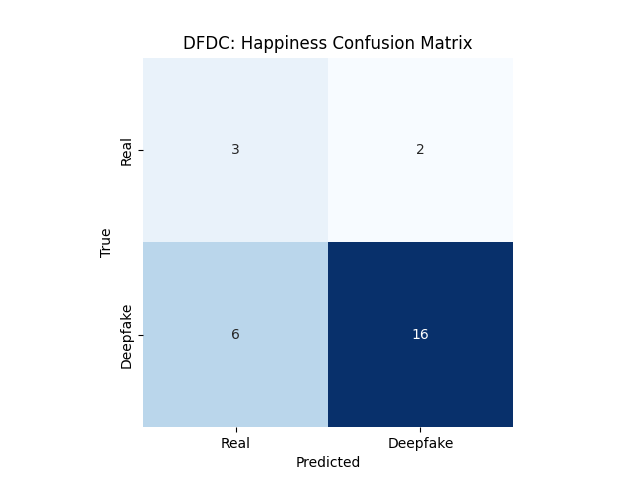 DFDC: Happiness Confusion Matrix
Real
3
2
True
Deepfake
6
16
Real
Deepfake
Predicted